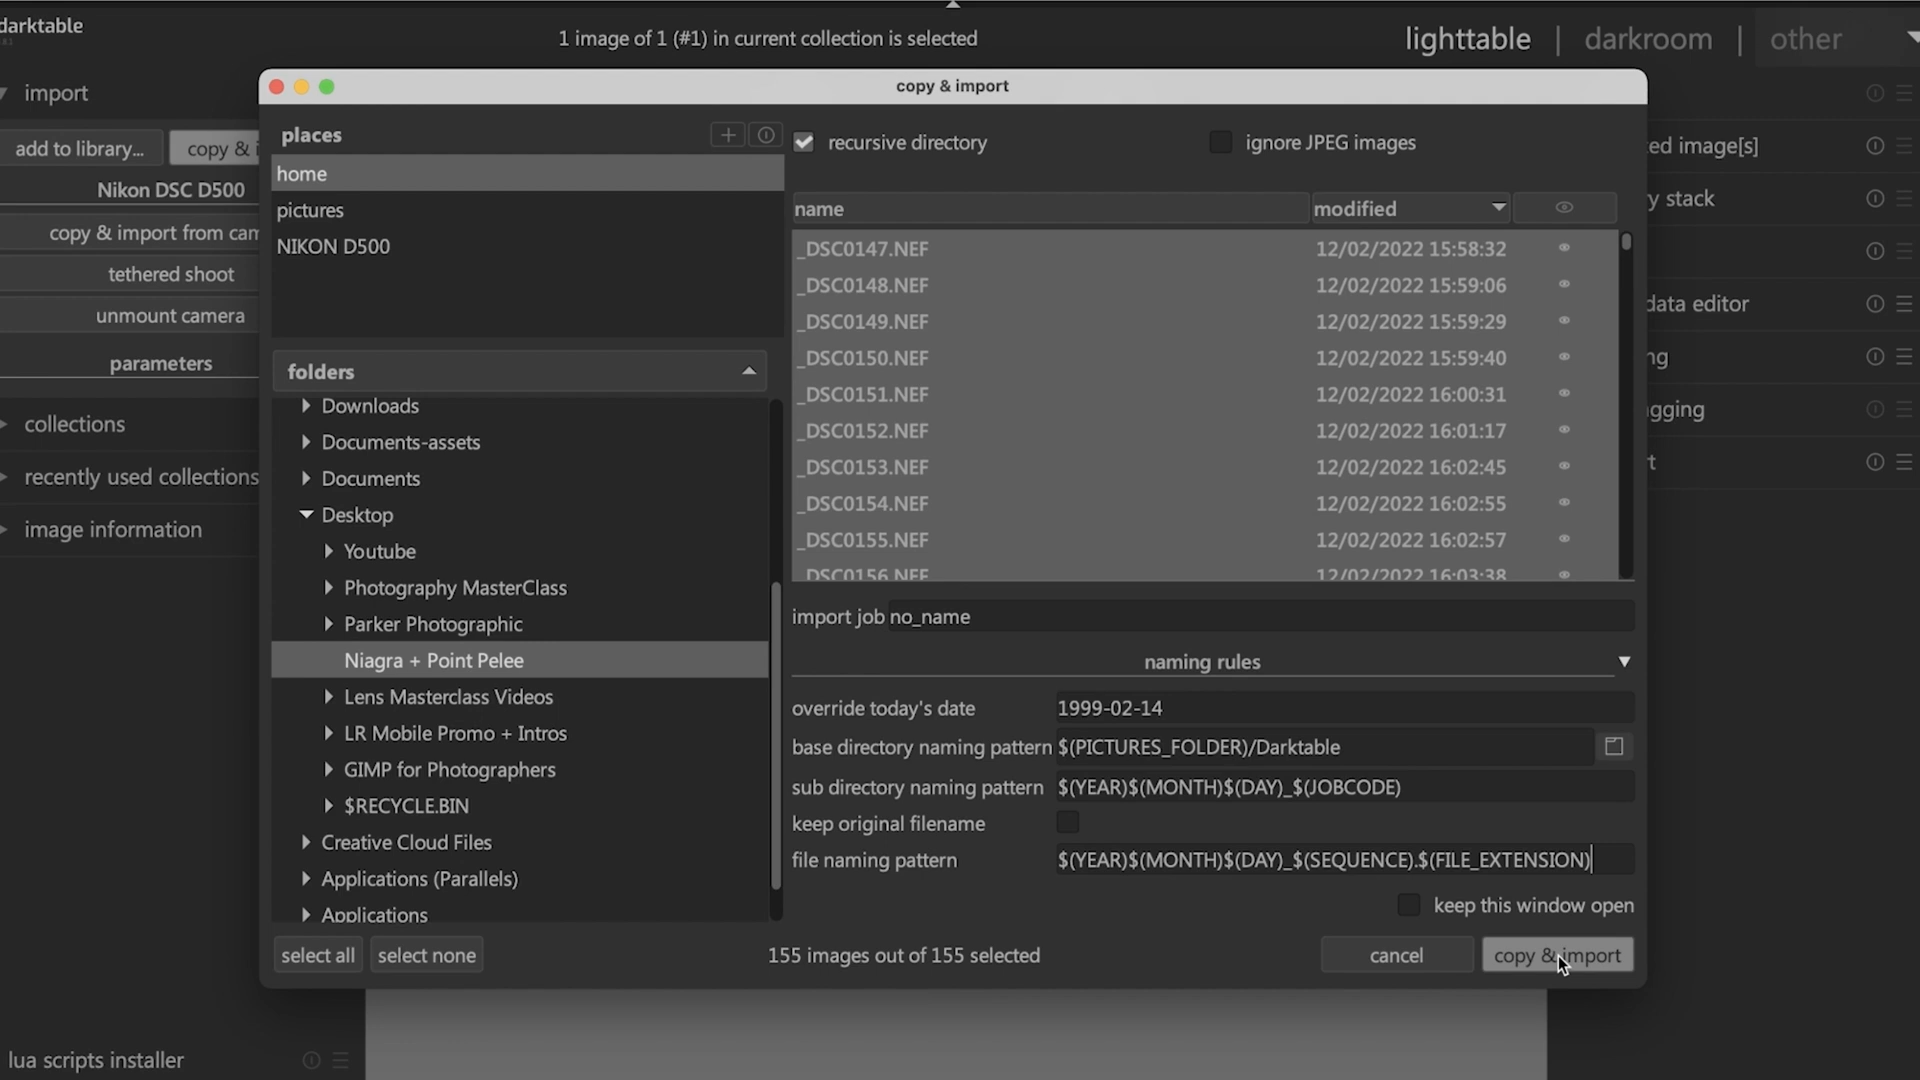 darktable
1 image of 1 (#1) in current collection is selected
lighttable | darkroom | other
import
add to library...
copy & i
Nikon DSC D500
copy & import from cam
tethered shoot
unmount camera
parameters
collections
recently used collections
image information
lua scripts installer
copy & import
places
home
pictures
NIKON D500
folders
Downloads
Documents-assets
Documents
Desktop
Youtube
Photography MasterClass
Parker Photographic
Niagra + Point Pelee
Lens Masterclass Videos
LR Mobile Promo + Intros
GIMP for Photographers
$RECYCLE.BIN
Creative Cloud Files
Applications (Parallels)
Applications
select all
select none
recursive directory
ignore JPEG images
name modified
_DSC0147.NEF 12/02/2022 15:58:32
_DSC0148.NEF 12/02/2022 15:59:06
_DSC0149.NEF 12/02/2022 15:59:29
_DSC0150.NEF 12/02/2022 15:59:40
_DSC0151.NEF 12/02/2022 16:00:31
_DSC0152.NEF 12/02/2022 16:01:17
_DSC0153.NEF 12/02/2022 16:02:45
_DSC0154.NEF 12/02/2022 16:02:55
_DSC0155.NEF 12/02/2022 16:02:57
_DSC0156.NEF 12/02/2022 16:03:38
import job no_name
naming rules
override today's date 1999-02-14
base directory naming pattern $(PICTURES_FOLDER)/Darktable
sub directory naming pattern $(YEAR)$(MONTH)$(DAY)_$(JOBCODE)
keep original filename
file naming pattern $(YEAR)$(MONTH)$(DAY)_$(SEQUENCE).$(FILE_EXTENSION)
keep this window open
155 images out of 155 selected
cancel
copy & import
ed image[s]
y stack
data editor
ng
gging
t